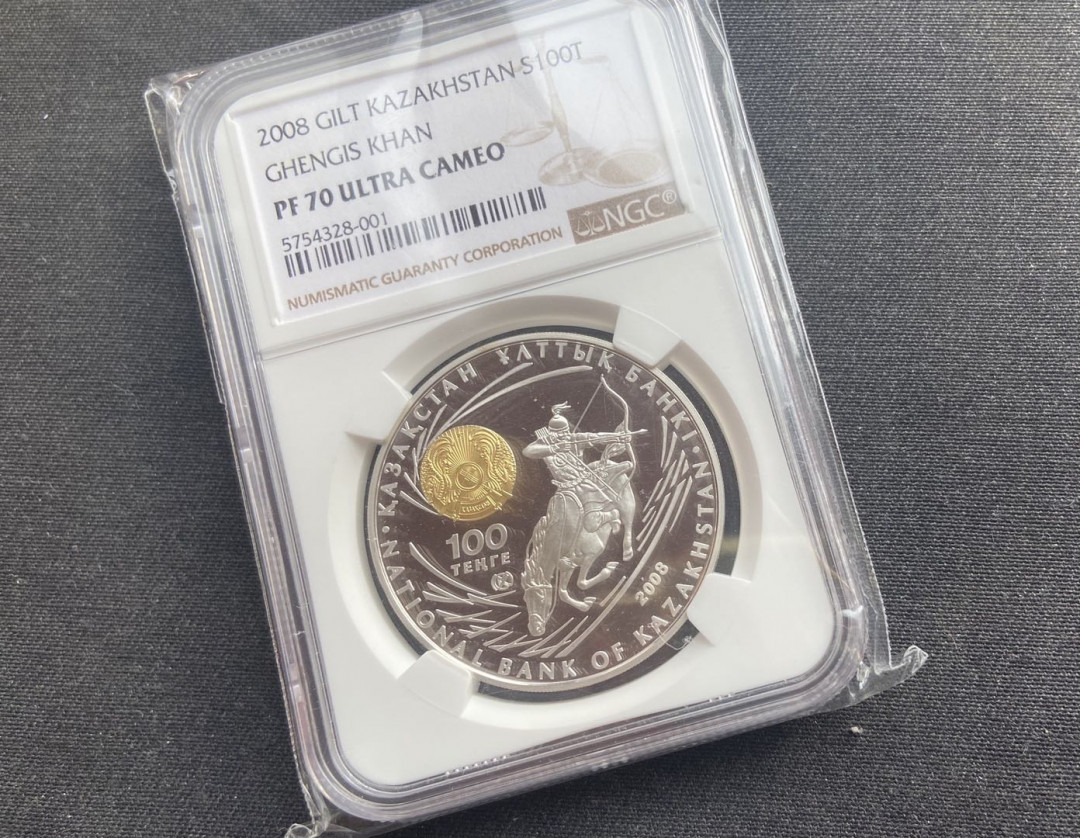 2008 GILT KAZAKHSTAN S100T
GHENGIS KHAN
PF 70 ULTRA CAMEO
5754328-001
NGC®
NUMISMATIC GUARANTY CORPORATION
ҚАЗАҚСТАН ҰЛТТЫҚ БАНКІ
100
ТЕҢГЕ
2008
NATIONAL BANK OF KAZAKHSTAN